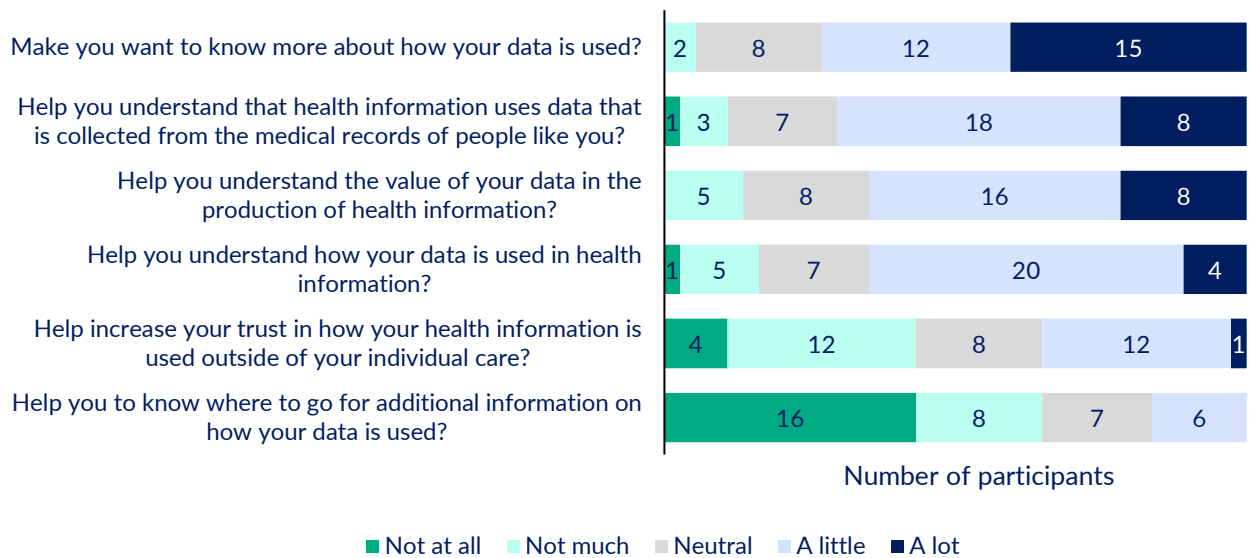 Make you want to know more about how your data is used?
2 8 12 15
Help you understand that health information uses data that
is collected from the medical records of people like you?
1 3 7 18 8
Help you understand the value of your data in the
production of health information?
5 8 16 8
Help you understand how your data is used in health
information?
1 5 7 20 4
Help increase your trust in how your health information is
used outside of your individual care?
4 12 8 12 1
Help you to know where to go for additional information on
how your data is used?
16 8 7 6
Number of participants
Not at all Not much Neutral A little A lot